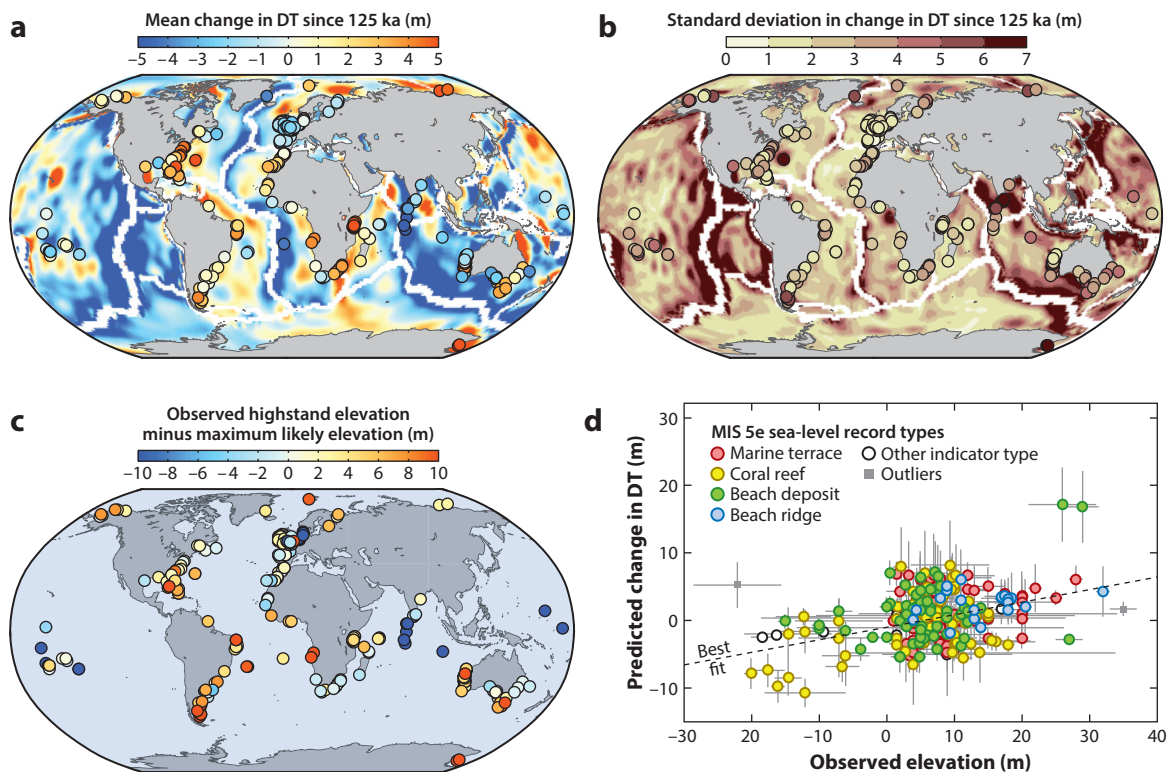 a
Mean change in DT since 125 ka (m)
−5 −4 −3 −2 −1 0 1 2 3 4 5
b
Standard deviation in change in DT since 125 ka (m)
0 1 2 3 4 5 6 7
c
Observed highstand elevation
minus maximum likely elevation (m)
−10 −8 −6 −4 −2 0 2 4 6 8 10
d
MIS 5e sea-level record types
Marine terrace
Coral reef
Beach deposit
Beach ridge
Other indicator type
Outliers
Best
fit
Predicted change in DT (m)
30
20
10
0
−10
−30 −20 −10 0 10 20 30 40
Observed elevation (m)